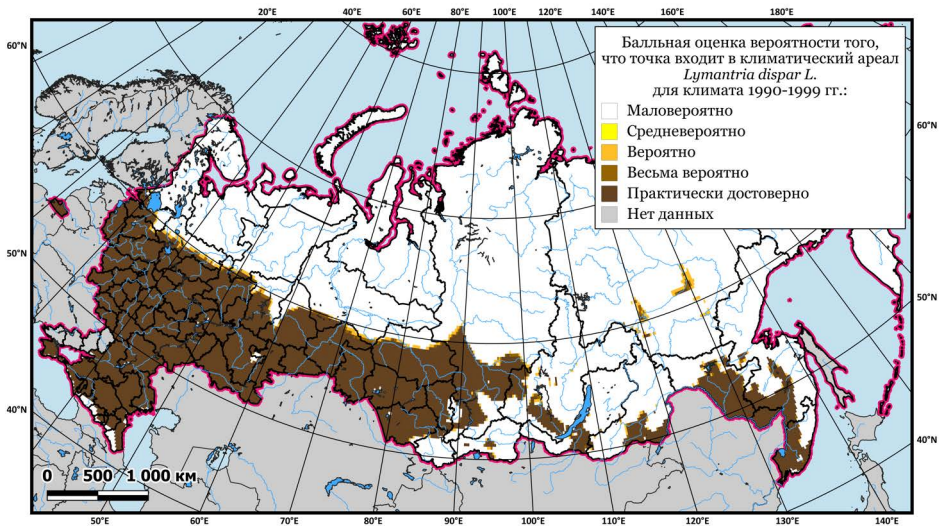 20°E 40°E 60°E 80°E 100°E 120°E 140°E 160°E 180°E
60°N
50°N
40°N
60°N
50°N
40°N
Балльная оценка вероятности того,
что точка входит в климатический ареал
Lymantria dispar L.
для климата 1990-1999 гг.:
Маловероятно
Средневероятно
Вероятно
Весьма вероятно
Практически достоверно
Нет данных
0 500 1 000 км
50°E 60°E 70°E 80°E 90°E 100°E 110°E 120°E 130°E 140°E